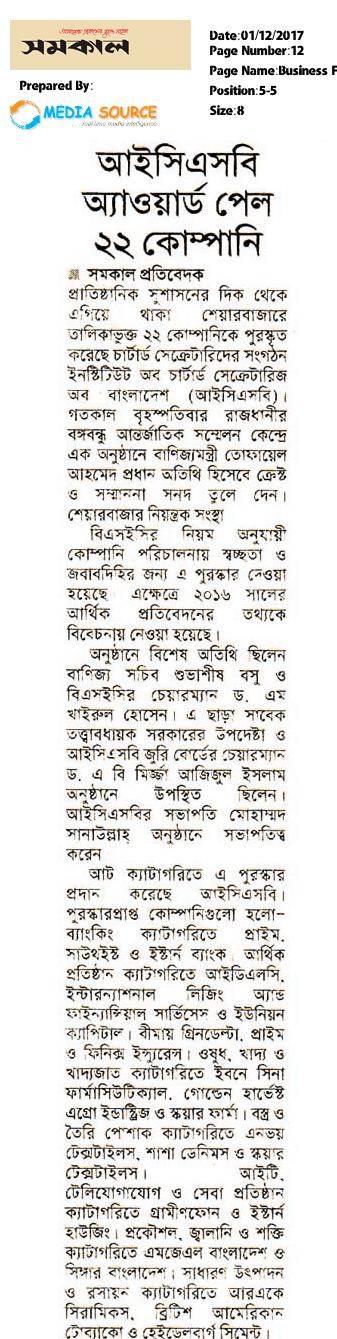 সমকাল
Prepared By:
MEDIA SOURCE
real time media intelligence
Date:01/12/2017
Page Number:12
Page Name:Business F
Position:5-5
Size:8
আইসিএসবি
অ্যাওয়ার্ড পেল
২২ কোম্পানি
সমকাল প্রতিবেদক
প্রাতিষ্ঠানিক সুশাসনের দিক থেকে
এগিয়ে থাকা শেয়ারবাজারে
তালিকাভুক্ত ২২ কোম্পানিকে পুরস্কৃত
করেছে চার্টার্ড সেক্রেটারিদের সংগঠন
ইনস্টিটিউট অব চার্টার্ড সেক্রেটারিজ
অব বাংলাদেশ (আইসিএসবি)।
গতকাল বৃহস্পতিবার রাজধানীর
বঙ্গবন্ধু আন্তর্জাতিক সম্মেলন কেন্দ্রে
এক অনুষ্ঠানে বাণিজ্যমন্ত্রী তোফায়েল
আহমেদ প্রধান অতিথি হিসেবে ক্রেস্ট
ও সম্মাননা সনদ তুলে দেন।
শেয়ারবাজার নিয়ন্ত্রক সংস্থা
বিএসইসির নিয়ম অনুযায়ী
কোম্পানি পরিচালনায় স্বচ্ছতা ও
জবাবদিহির জন্য এ পুরস্কার দেওয়া
হয়েছে এক্ষেত্রে ২০১৬ সালের
আর্থিক প্রতিবেদনের তথ্যকে
বিবেচনায় নেওয়া হয়েছে।
অনুষ্ঠানে বিশেষ অতিথি ছিলেন
বাণিজ্য সচিব শুভাশীষ বসু ও
বিএসইসির চেয়ারম্যান ড. এম
খাইরুল হোসেন। এ ছাড়া সাবেক
তত্ত্বাবধায়ক সরকারের উপদেষ্টা ও
আইসিএসবি জুরি বোর্ডের চেয়ারম্যান
ড. এ বি মির্জ্জা আজিজুল ইসলাম
অনুষ্ঠানে উপস্থিত ছিলেন।
আইসিএসবির সভাপতি মোহাম্মদ
সানাউল্লাহ অনুষ্ঠানে সভাপতিত্ব
করেন
আট ক্যাটাগরিতে এ পুরস্কার
প্রদান করেছে আইসিএসবি।
পুরস্কারপ্রাপ্ত কোম্পানিগুলো হলো–
ব্যাংকিং ক্যাটাগরিতে প্রাইম,
সাউথইস্ট ও ইস্টার্ন ব্যাংক। আর্থিক
প্রতিষ্ঠান ক্যাটাগরিতে আইডিএলসি,
ইন্টারন্যাশনাল লিজিং অ্যান্ড
ফাইন্যান্সিয়াল সার্ভিসেস ও ইউনিয়ন
ক্যাপিটাল। বীমায় গ্রিনডেল্টা, প্রাইম
ও ফিনিক্স ইন্স্যুরেন্স। ওষুধ, খাদ্য ও
খাদ্যজাত ক্যাটাগরিতে ইবনে সিনা
ফার্মাসিউটিক্যাল, গোল্ডেন হার্ভেস্ট
এগ্রো ইন্ডাস্ট্রিজ ও স্কয়ার ফার্মা। বস্ত্র ও
তৈরি পোশাক ক্যাটাগরিতে এনভয়
টেক্সটাইলস, শাশা ডেনিমস ও স্কয়ার
টেক্সটাইলস। আইটি,
টেলিযোগাযোগ ও সেবা প্রতিষ্ঠান
ক্যাটাগরিতে গ্রামীণফোন ও ইস্টার্ন
হাউজিং। প্রকৌশল, জ্বালানি ও শক্তি
ক্যাটাগরিতে এমজেএল বাংলাদেশ ও
সিঙ্গার বাংলাদেশ। সাধারণ উৎপাদন
ও রসায়ন ক্যাটাগরিতে আরএকে
সিরামিকস, ব্রিটিশ আমেরিকান
টোব্যাকো ও হেইডেলবার্গ সিমেন্ট।